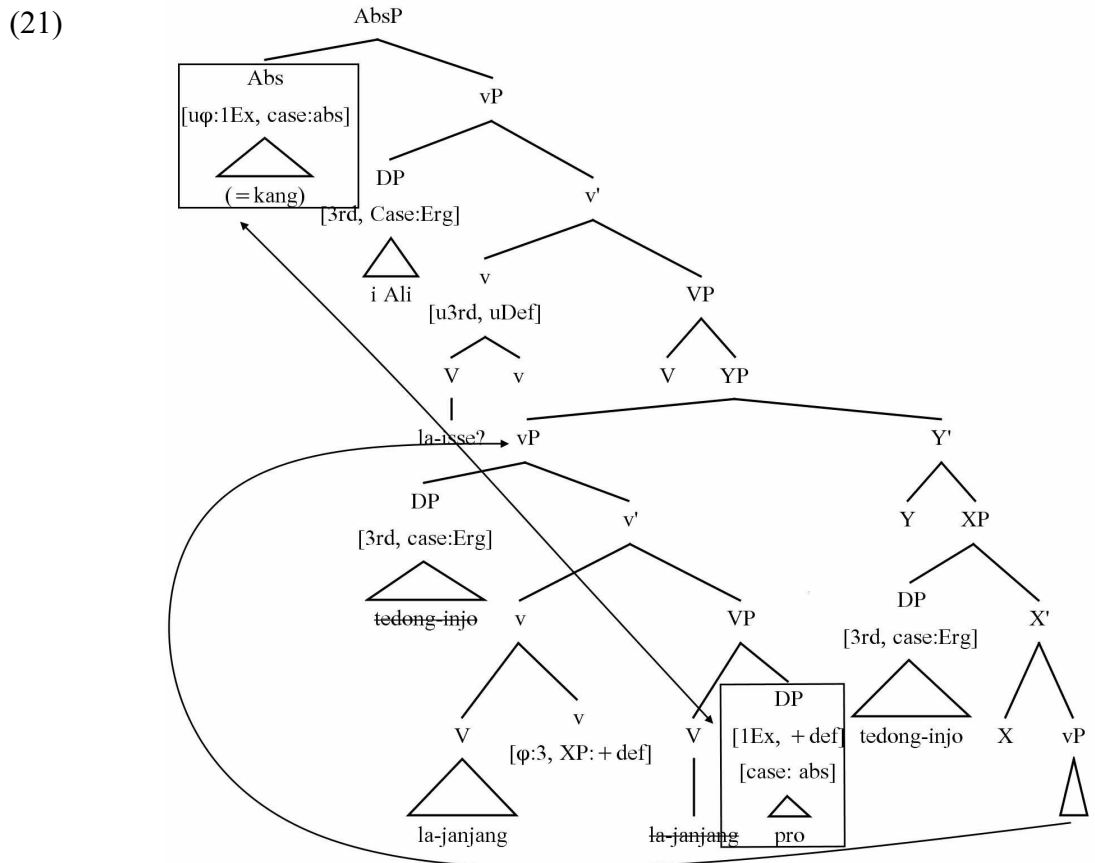 (21)
AbsP
Abs
[uφ:1Ex, case:abs]
(=kang)
vP
DP
[3rd, Case:Erg]
i Ali
v'
v
[u3rd, uDef]
VP
V v V YP
la-isse? vP Y'
DP
[3rd, case:Erg]
tedong-injo
v'
v VP
Y XP
DP
[3rd, case:Erg]
tedong-injo
X'
V
la-janjang
v
[φ:3, XP:+def]
V
la-janjang
DP
[1Ex, +def]
[case: abs]
pro
X vP